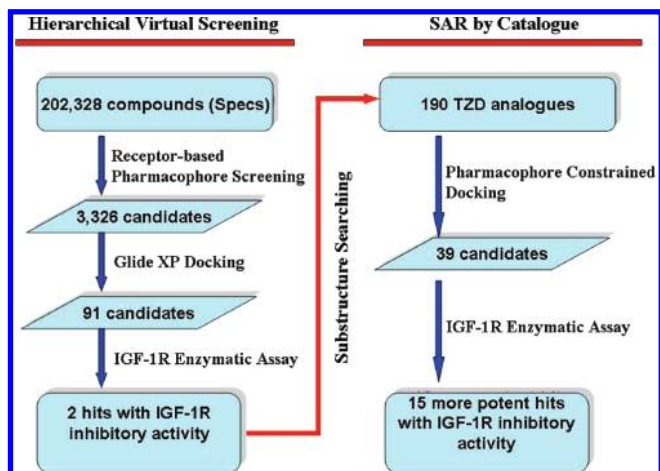 Hierarchical Virtual Screening
202,328 compounds (Specs)
Receptor-based
Pharmacophore Screening
3,326 candidates
Glide XP Docking
91 candidates
IGF-1R Enzymatic Assay
2 hits with IGF-1R
inhibitory activity
Substructure Searching
SAR by Catalogue
190 TZD analogues
Pharmacophore Constrained
Docking
39 candidates
IGF-1R Enzymatic Assay
15 more potent hits
with IGF-1R inhibitory
activity